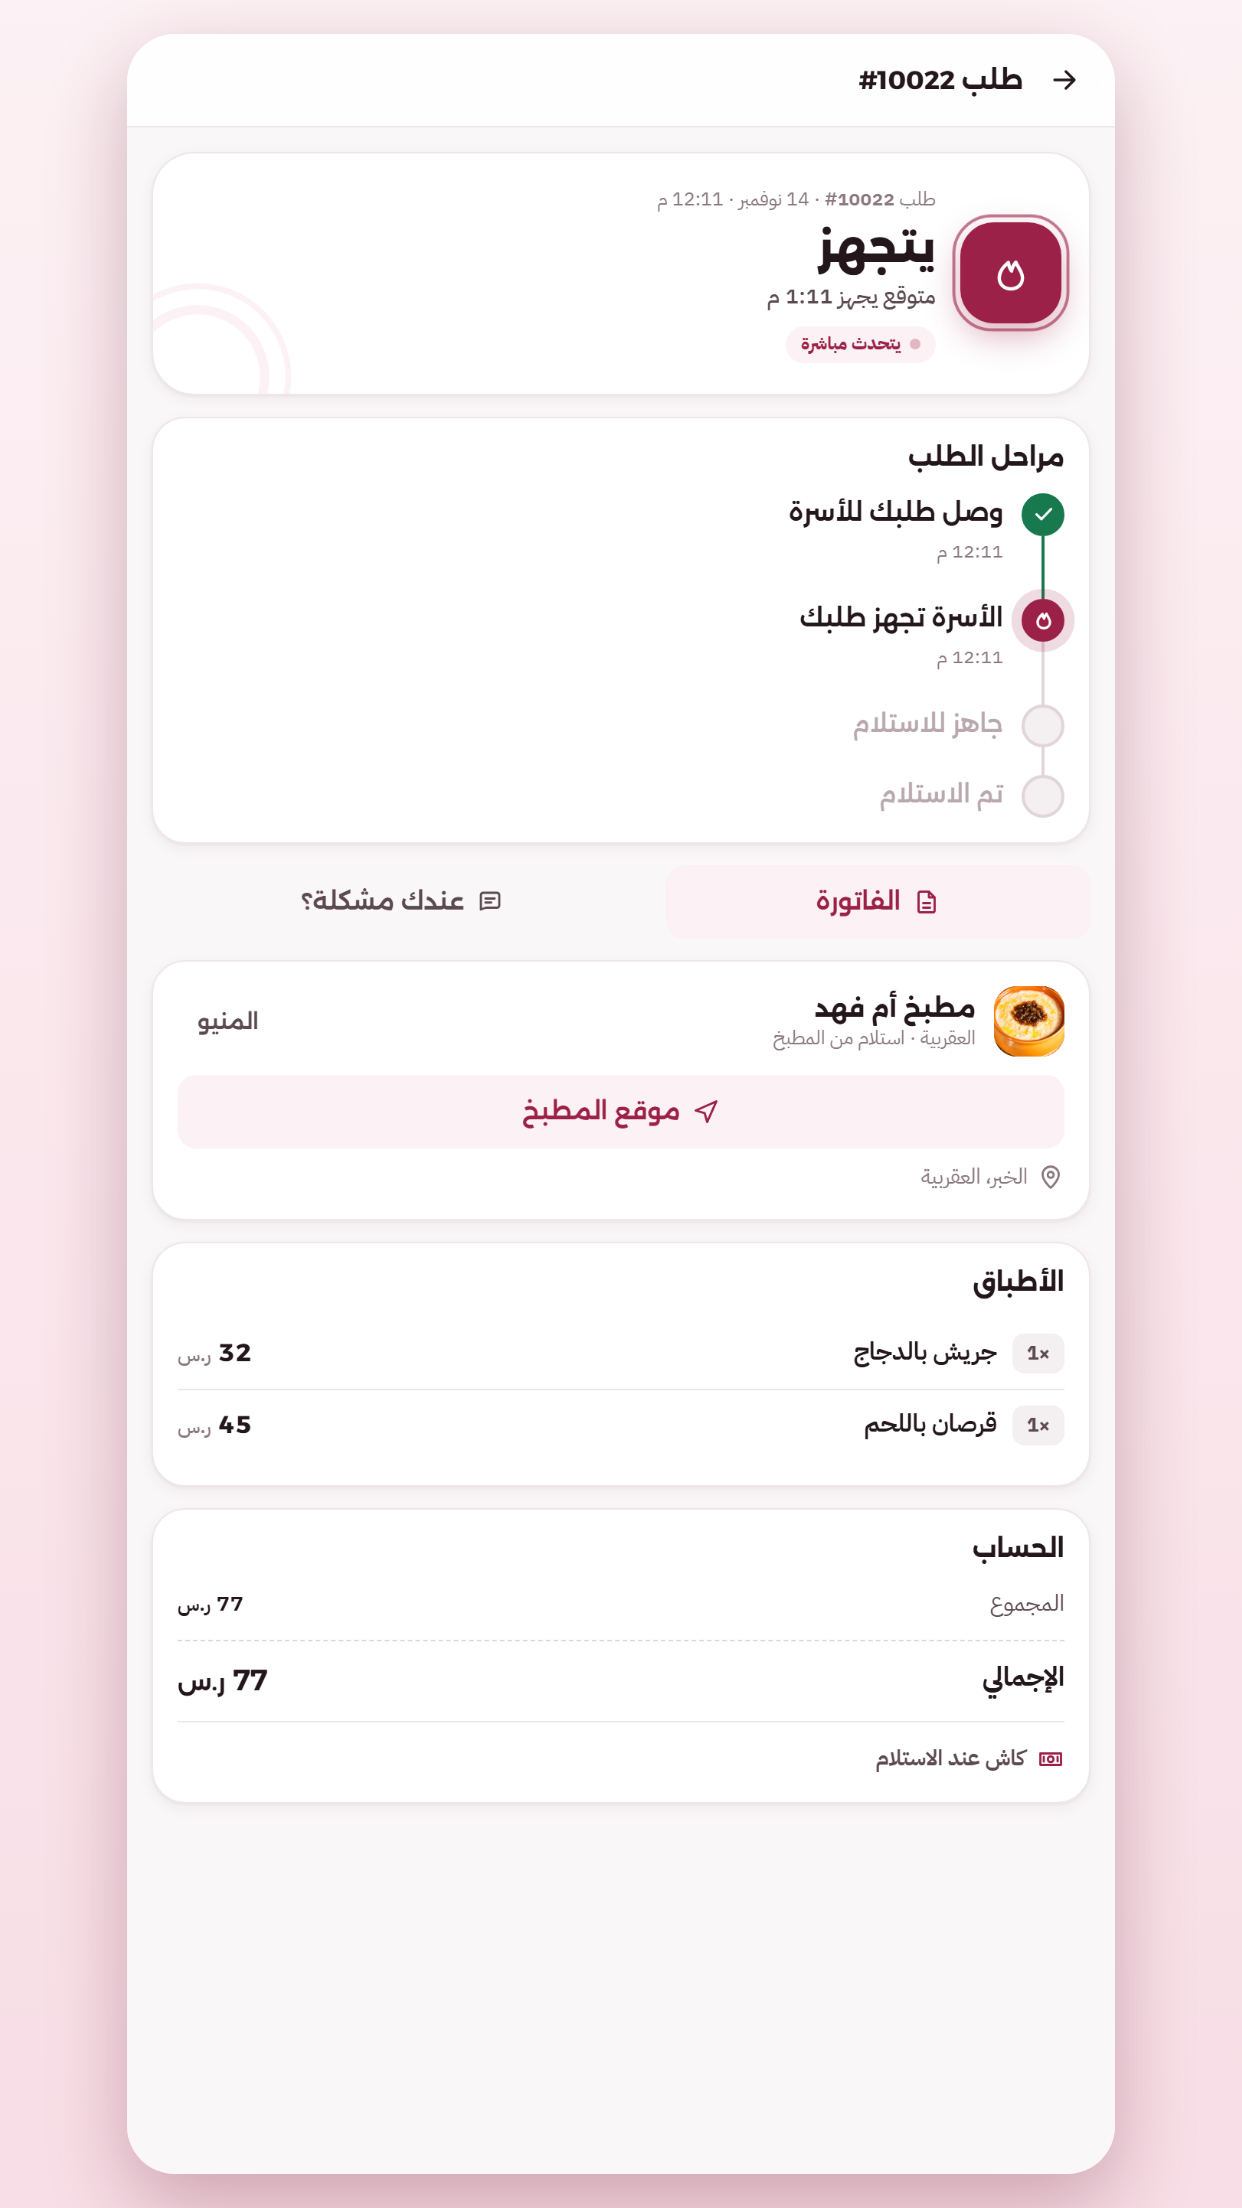 طلب #10022
طلب #10022 · 14 نوفمبر · 12:11 م
يتجهز
متوقع يجهز 1:11 م
يتحدث مباشرة
مراحل الطلب
وصل طلبك للأسرة
12:11 م
الأسرة تجهز طلبك
12:11 م
جاهز للاستلام
تم الاستلام
الفاتورة
عندك مشكلة؟
مطبخ أم فهد
المنيو
العقربية · استلام من المطبخ
موقع المطبخ
الخبر، العقربية
الأطباق
1× جريش بالدجاج 32 ر.س
1× قرصان باللحم 45 ر.س
الحساب
المجموع 77 ر.س
الإجمالي 77 ر.س
كاش عند الاستلام